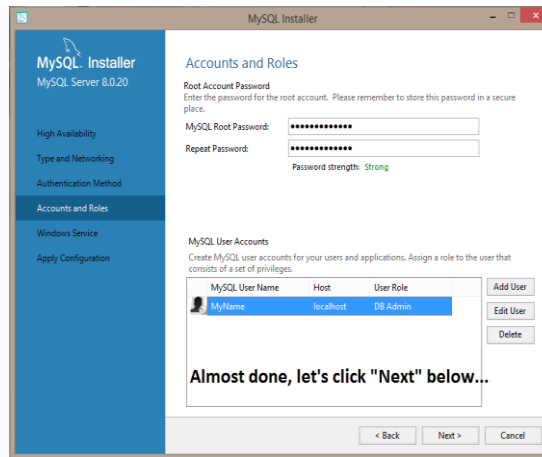 MySQL Installer
MySQL. Installer
MySQL Server 8.0.20
High Availability
Type and Networking
Authentication Method
Accounts and Roles
Windows Service
Apply Configuration
Accounts and Roles
Root Account Password
Enter the password for the root account. Please remember to store this password in a secure
place.
MySQL Root Password: •••••••••••••
Repeat Password: •••••••••••••
Password strength: Strong
MySQL User Accounts
Create MySQL user accounts for your users and applications. Assign a role to the user that
consists of a set of privileges.
MySQL User Name Host User Role
MyName localhost DB Admin
Add User
Edit User
Delete
Almost done, let's click "Next" below...
< Back Next > Cancel